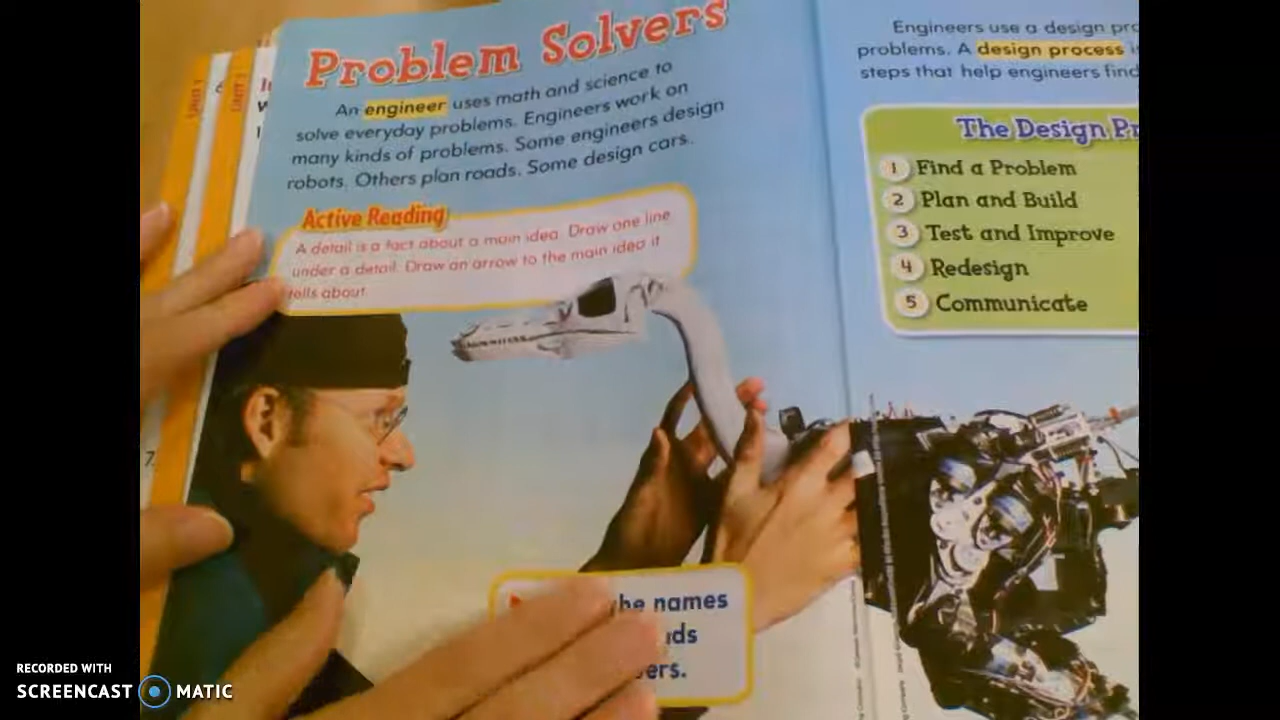 Problem Solvers
An engineer uses math and science to
solve everyday problems. Engineers work on
many kinds of problems. Some engineers design
robots. Others plan roads. Some design cars.
Active Reading
A detail is a fact about a main idea. Draw one line
under a detail. Draw an arrow to the main idea it
tells about.
he names
ds
ers.
Engineers use a design pro
problems. A design process i
steps that help engineers find
The Design Pr
1 Find a Problem
2 Plan and Build
3 Test and Improve
4 Redesign
5 Communicate
7
RECORDED WITH
SCREENCAST MATIC